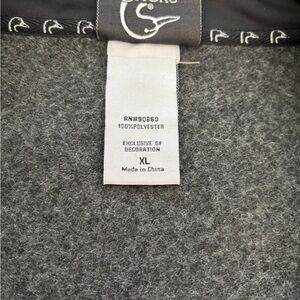 RN#90860
100%POLYESTER
EXCLUSIVE OF
DECORATION
XL
Made in China